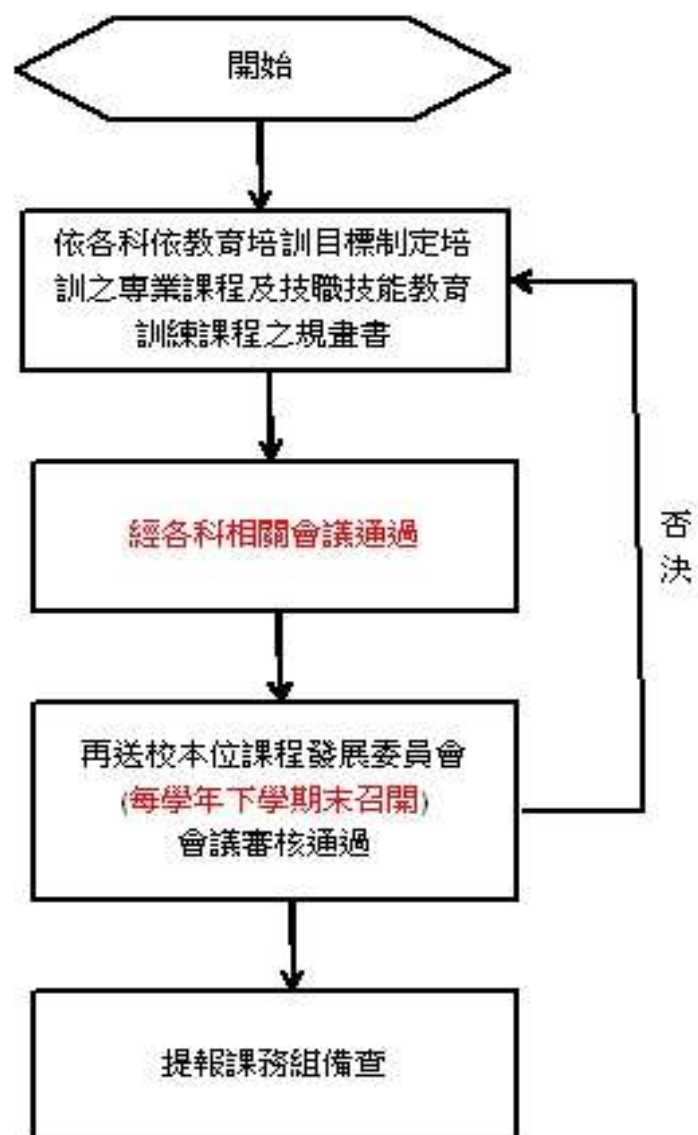 開始
依各科依教育培訓目標制定培
訓之專業課程及技職技能教育
訓練課程之規畫書
經各科相關會議通過
否
決
再送校本位課程發展委員會
(每學年下學期末召開)
會議審核通過
提報課務組備查